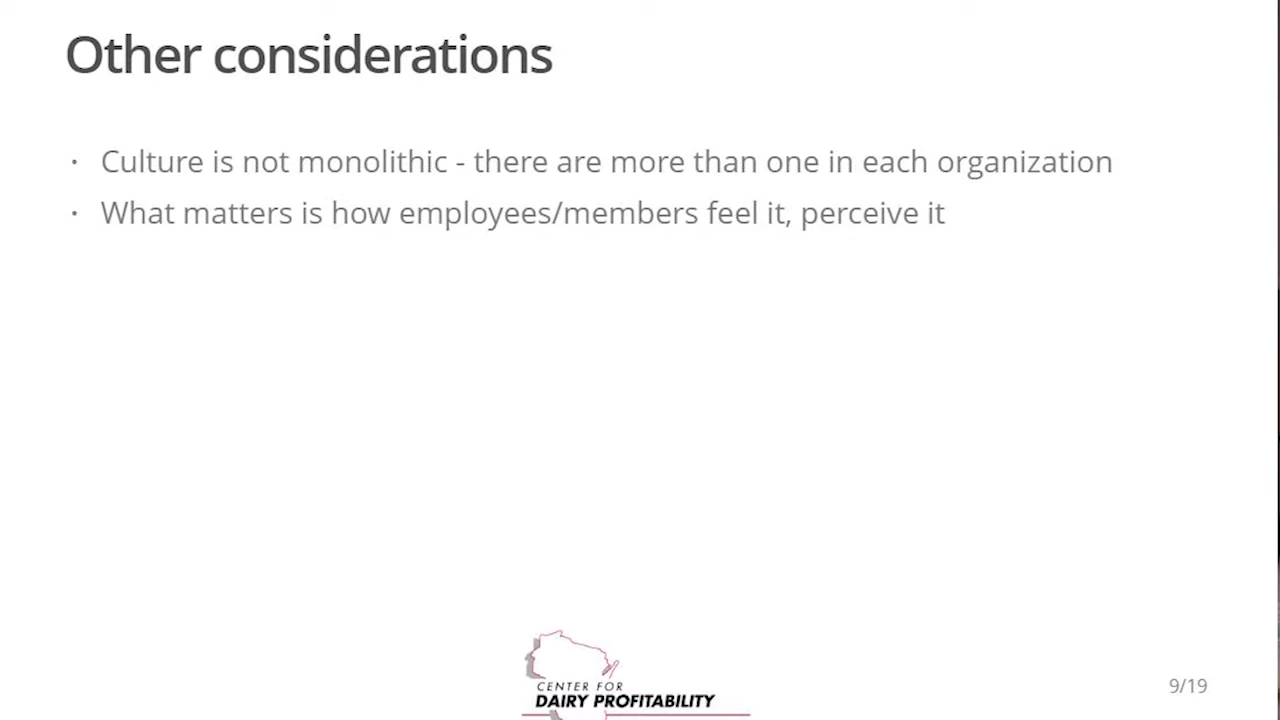 Other considerations
· Culture is not monolithic - there are more than one in each organization
· What matters is how employees/members feel it, perceive it
CENTER FOR
DAIRY PROFITABILITY
9/19